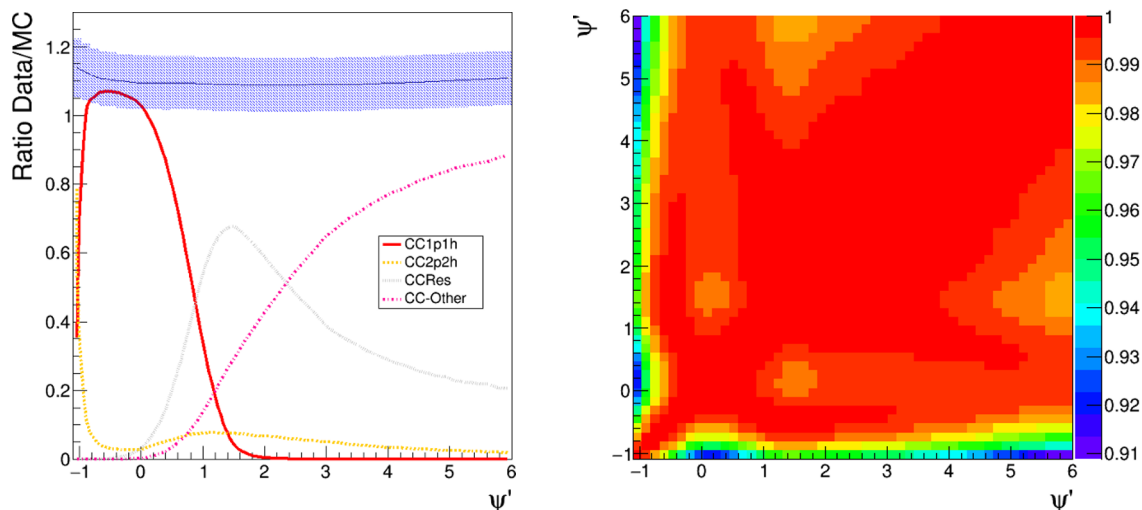 Ratio Data/MC
1.2
1
0.8
0.6
0.4
0.2
0
−1 0 1 2 3 4 5 6
ψ'
CC1p1h
CC2p2h
CCRes
CC-Other
ψ'
6
5
4
3
2
1
0
−1
−1 0 1 2 3 4 5 6
ψ'
1
0.99
0.98
0.97
0.96
0.95
0.94
0.93
0.92
0.91